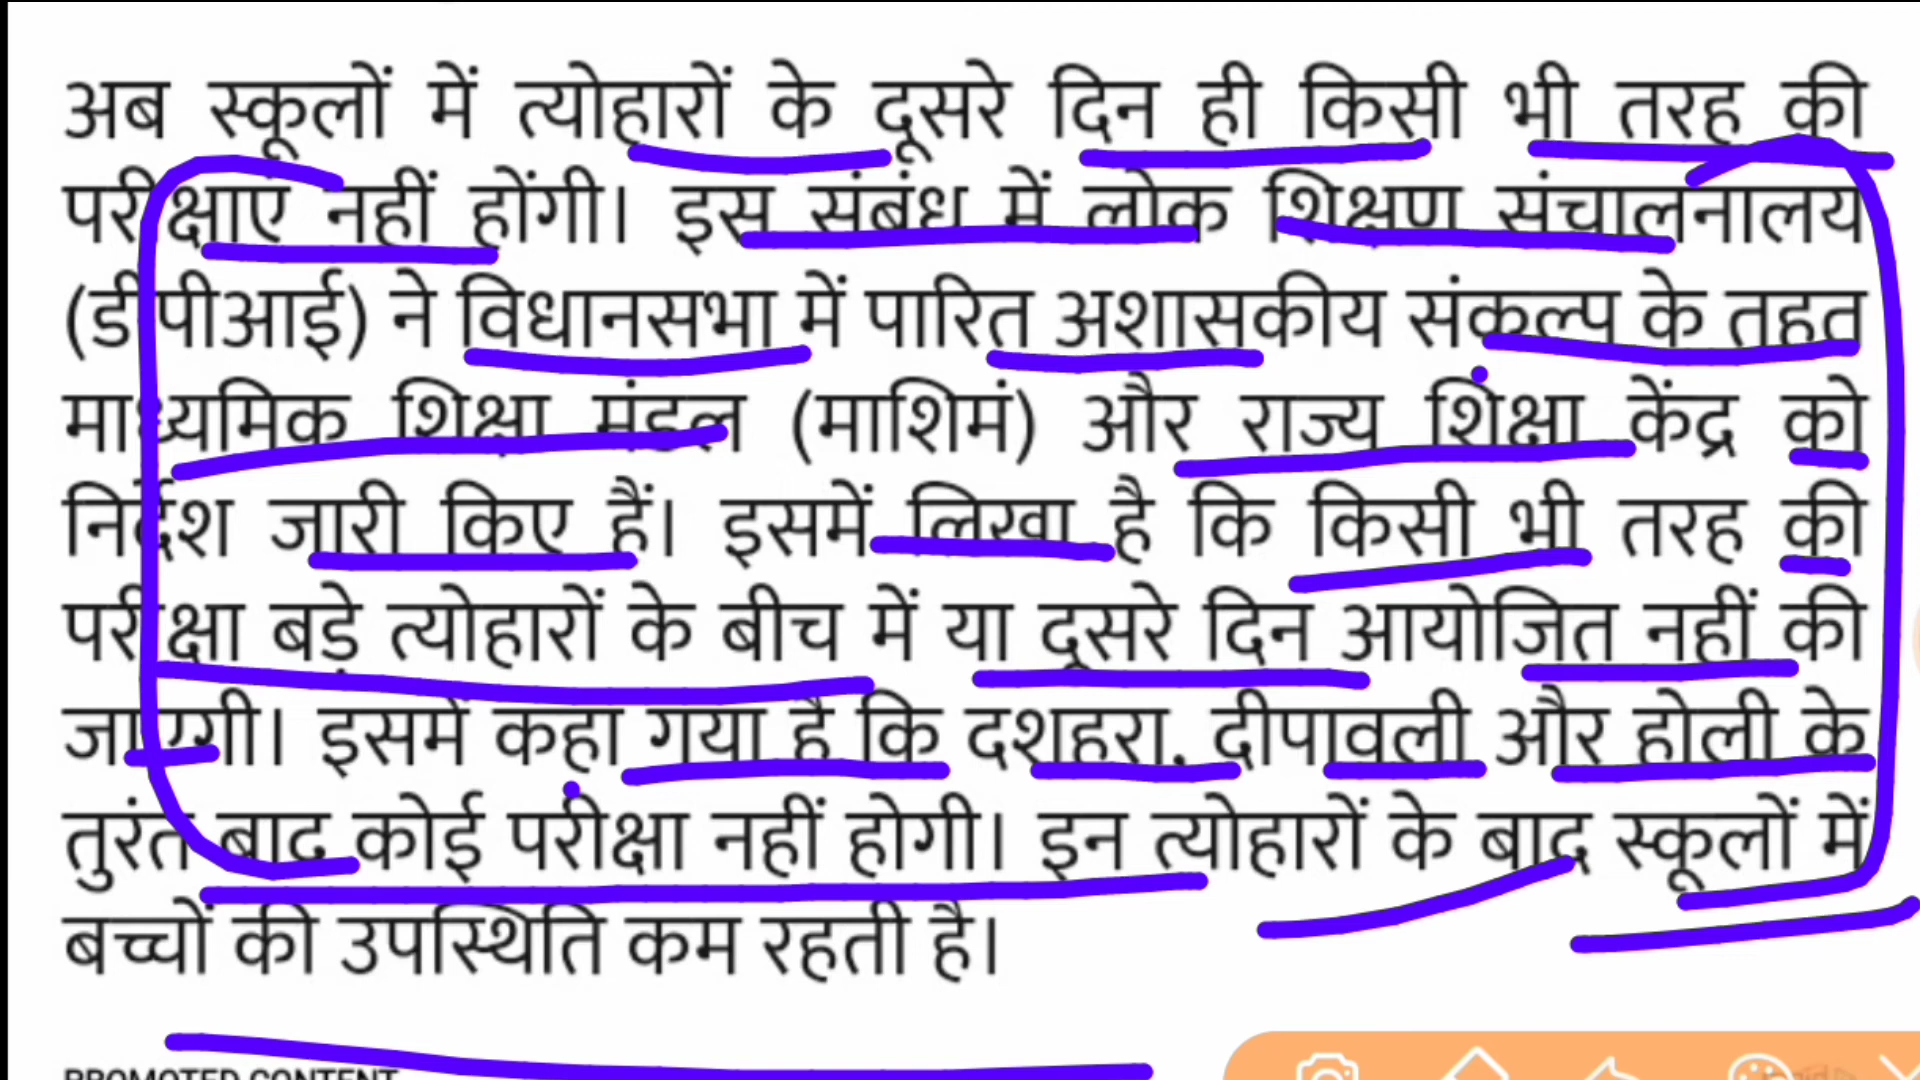 अब स्कूलों में त्योहारों के दूसरे दिन ही किसी भी तरह की
परीक्षाएं नहीं होंगी। इस संबंध में लोक शिक्षण संचालनालय
(डीपीआई) ने विधानसभा में पारित अशासकीय संकल्प के तहत
माध्यमिक शिक्षा मंडल (माशिमं) और राज्य शिक्षा केंद्र को
निर्देश जारी किए हैं। इसमें लिखा है कि किसी भी तरह की
परीक्षा बड़े त्योहारों के बीच में या दूसरे दिन आयोजित नहीं की
जाएगी। इसमें कहा गया है कि दशहरा, दीपावली और होली के
तुरंत बाद कोई परीक्षा नहीं होगी। इन त्योहारों के बाद स्कूलों में
बच्चों की उपस्थिति कम रहती है।
PROMOTED CONTENT